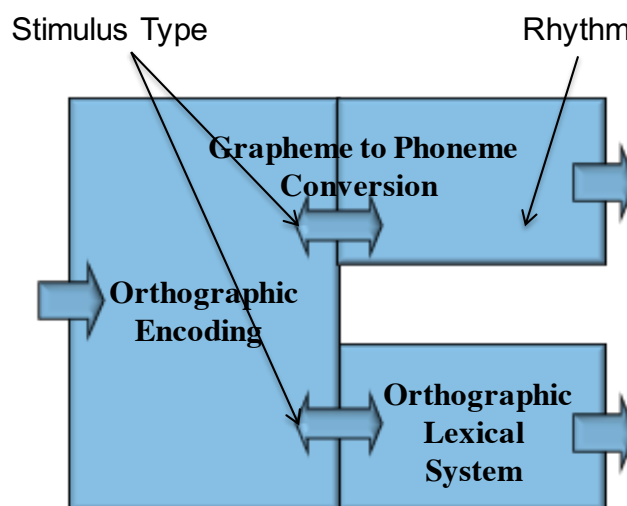 Stimulus Type
Rhythm
Grapheme to Phoneme
Conversion
Orthographic
Encoding
Orthographic
Lexical
System